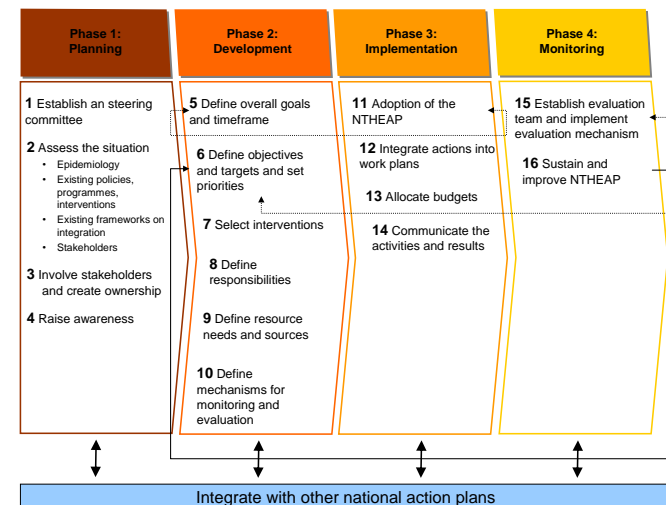 Phase 1:
Planning
Phase 2:
Development
Phase 3:
Implementation
Phase 4:
Monitoring
1 Establish an steering
committee
2 Assess the situation
• Epidemiology
• Existing policies,
programmes,
interventions
• Existing frameworks on
integration
• Stakeholders
3 Involve stakeholders
and create ownership
4 Raise awareness
5 Define overall goals
and timeframe
6 Define objectives
and targets and set
priorities
7 Select interventions
8 Define
responsibilities
9 Define resource
needs and sources
10 Define
mechanisms for
monitoring and
evaluation
11 Adoption of the
NTHEAP
12 Integrate actions into
work plans
13 Allocate budgets
14 Communicate the
activities and results
15 Establish evaluation
team and implement
evaluation mechanism
16 Sustain and
improve NTHEAP
Integrate with other national action plans